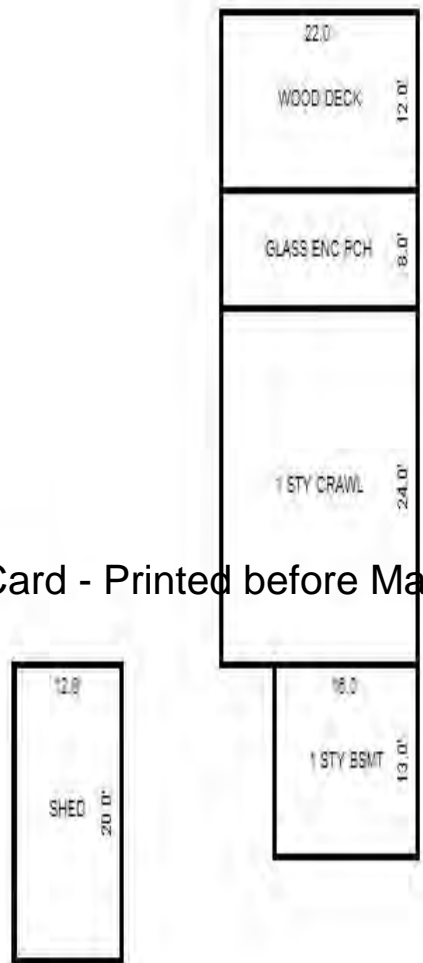 22.0'
WOOD DECK
12.0'
GLASS ENC PCH
8.0'
1 STY CRAWL
24.0'
Card - Printed before Ma
12.8'
SHED
20.0'
16.0'
1 STY BSMT
13.0'